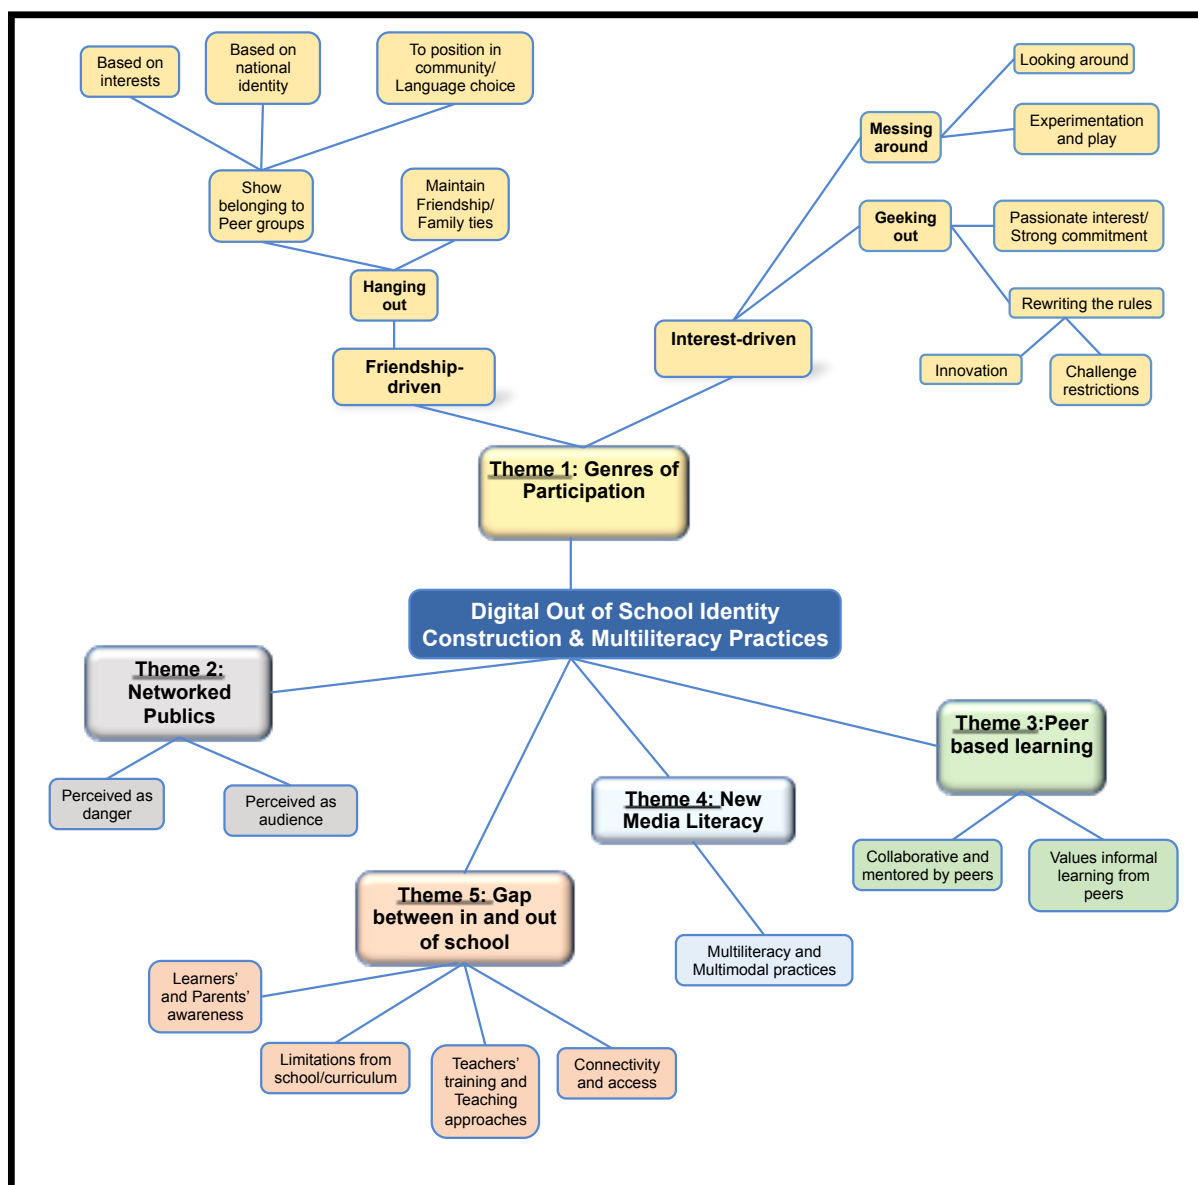 Based on
interests
Based on
national
identity
To position in
community/
Language choice
Looking around
Messing
around
Experimentation
and play
Show
belonging to
Peer groups
Maintain
Friendship/
Family ties
Geeking
out
Passionate interest/
Strong commitment
Hanging
out
Rewriting the rules
Interest-driven
Friendship-
driven
Innovation
Challenge
restrictions
Theme 1: Genres of
Participation
Digital Out of School Identity
Construction & Multiliteracy Practices
Theme 2:
Networked
Publics
Perceived as
danger
Perceived as
audience
Theme 3:Peer
based learning
Collaborative and
mentored by peers
Values informal
learning from
peers
Theme 4: New
Media Literacy
Multiliteracy and
Multimodal practices
Theme 5: Gap
between in and out
of school
Learners’
and Parents’
awareness
Limitations from
school/curriculum
Teachers’
training and
Teaching
approaches
Connectivity
and access